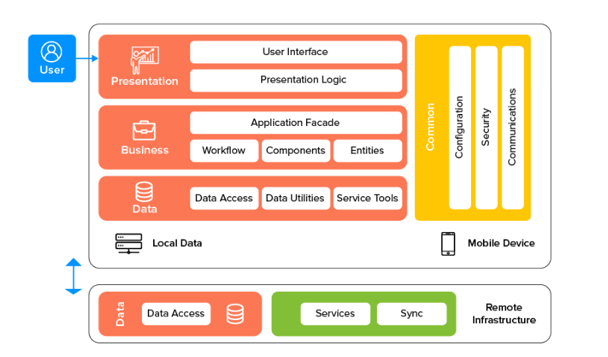 User
Presentation
User Interface
Presentation Logic
Business
Application Facade
Workflow
Components
Entities
Data
Data Access
Data Utilities
Service Tools
Common
Configuration
Security
Communications
Local Data
Mobile Device
Data
Data Access
Services
Sync
Remote
Infrastructure